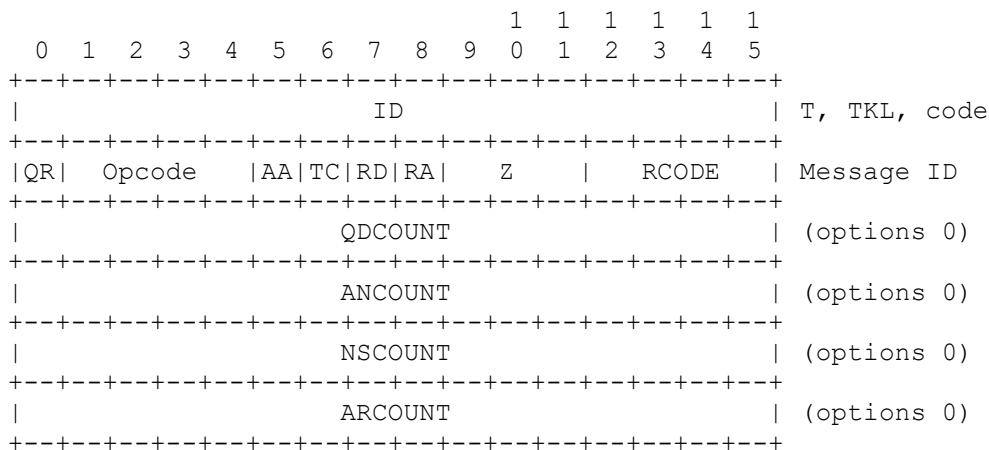 1  1  1  1  1  1
  0  1  2  3  4  5  6  7  8  9  0  1  2  3  4  5
+--+--+--+--+--+--+--+--+--+--+--+--+--+--+--+--+
|                      ID                       | T, TKL, code
+--+--+--+--+--+--+--+--+--+--+--+--+--+--+--+--+
|QR|  Opcode   |AA|TC|RD|RA|   Z    |   RCODE   | Message ID
+--+--+--+--+--+--+--+--+--+--+--+--+--+--+--+--+
|                    QDCOUNT                    | (options 0)
+--+--+--+--+--+--+--+--+--+--+--+--+--+--+--+--+
|                    ANCOUNT                    | (options 0)
+--+--+--+--+--+--+--+--+--+--+--+--+--+--+--+--+
|                    NSCOUNT                    | (options 0)
+--+--+--+--+--+--+--+--+--+--+--+--+--+--+--+--+
|                    ARCOUNT                    | (options 0)
+--+--+--+--+--+--+--+--+--+--+--+--+--+--+--+--+